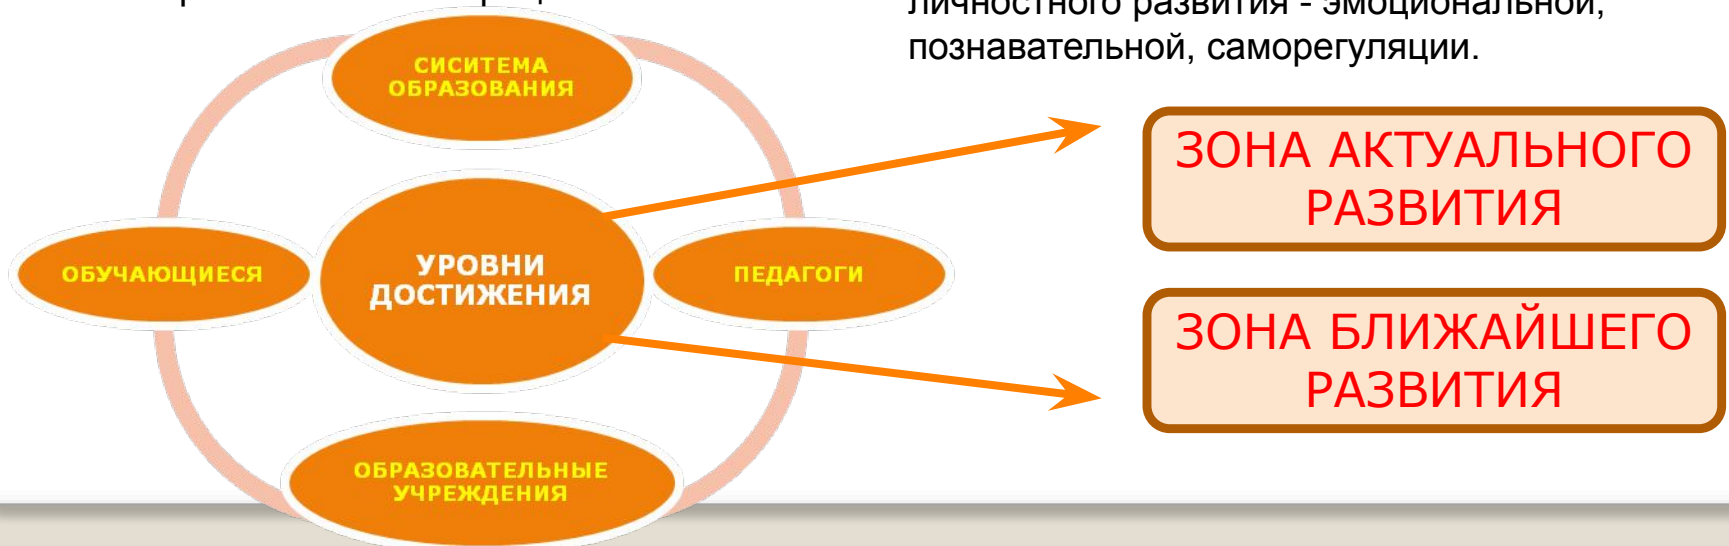 личностного развития - эмоциональной,
познавательной, саморегуляции.
СИСИТЕМА
ОБРАЗОВАНИЯ
ОБУЧАЮЩИЕСЯ
УРОВНИ
ДОСТИЖЕНИЯ
ПЕДАГОГИ
ОБРАЗОВАТЕЛЬНЫЕ
УЧРЕЖДЕНИЯ
ЗОНА АКТУАЛЬНОГО
РАЗВИТИЯ
ЗОНА БЛИЖАЙШЕГО
РАЗВИТИЯ